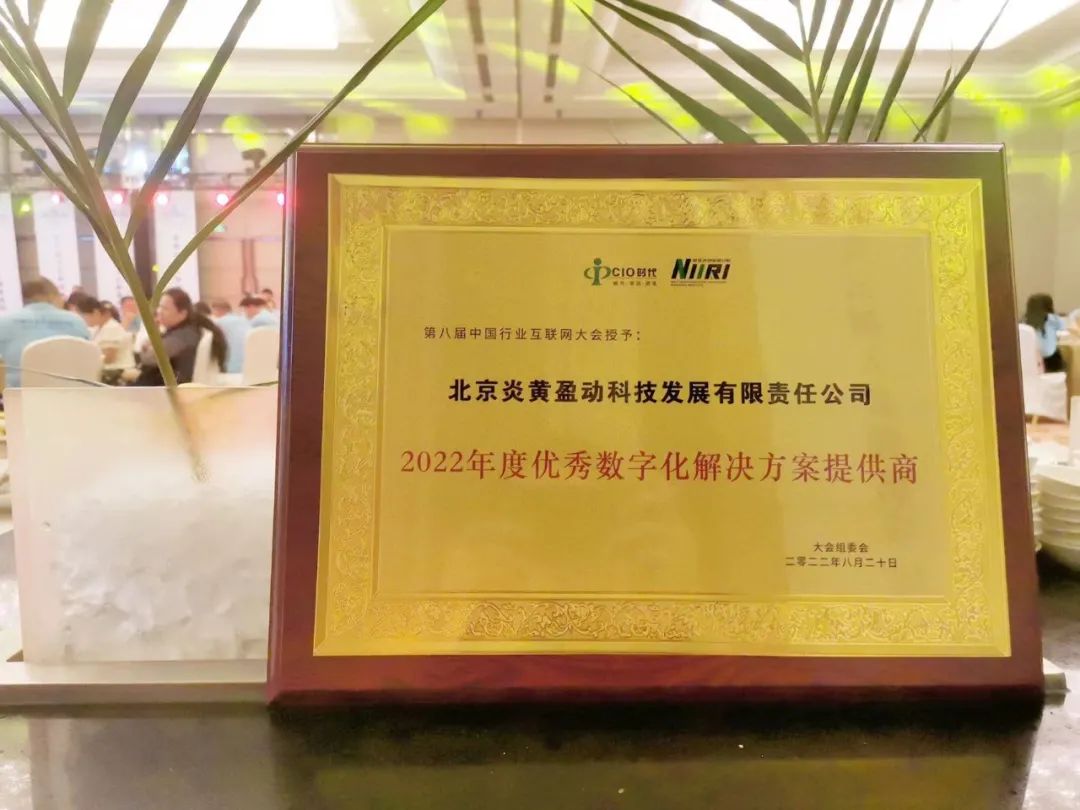 CIO时代 NIIRI
第八届中国行业互联网大会授予：
北京炎黄盈动科技发展有限责任公司
2022年度优秀数字化解决方案提供商
大会组委会
二零二二年八月二十日